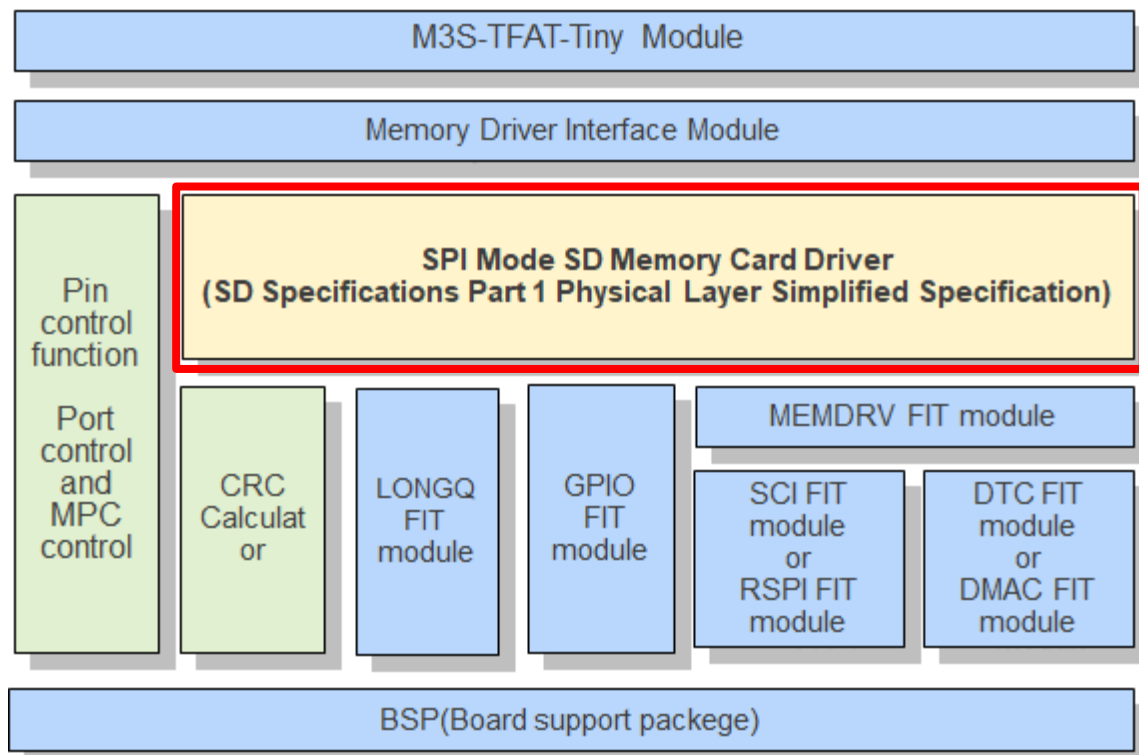 M3S-TFAT-Tiny Module
Memory Driver Interface Module
Pin
control
function
Port
control
and
MPC
control
SPI Mode SD Memory Card Driver
(SD Specifications Part 1 Physical Layer Simplified Specification)
CRC
Calculat
or
LONGQ
FIT
module
GPIO
FIT
module
MEMDRV FIT module
SCI FIT
module
or
RSPI FIT
module
DTC FIT
module
or
DMAC FIT
module
BSP(Board support packege)